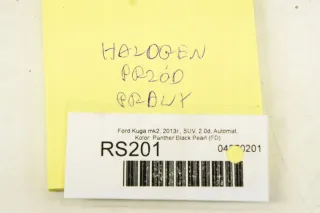 HALOGEN
PRZÓD
PRAWY
Ford Kuga mk2, 2013r., SUV, 2.0d, Automat,
Kolor: Panther Black Pearl (FD)
RS201